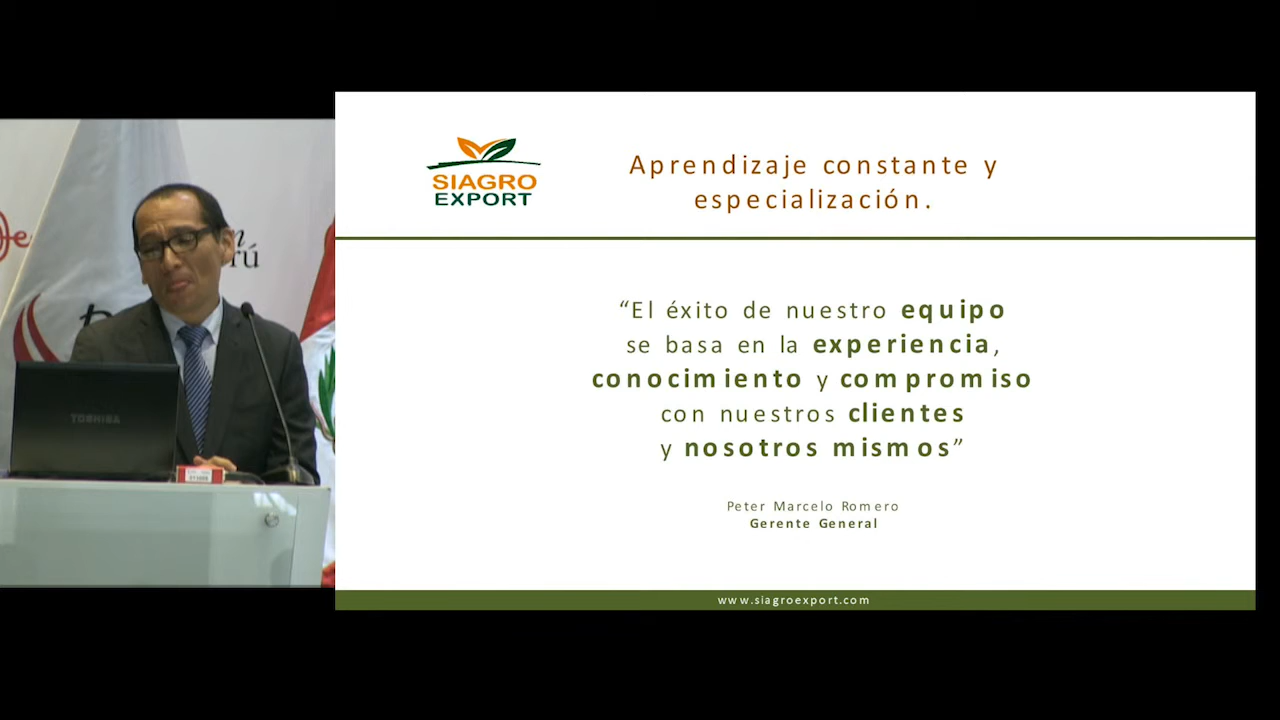 SIAGRO
EXPORT
Aprendizaje constante y
especialización.
“El éxito de nuestro equipo
se basa en la experiencia,
conocimiento y compromiso
con nuestros clientes
y nosotros mismos”
Peter Marcelo Romero
Gerente General
www.siagroexport.com
TOSHIBA